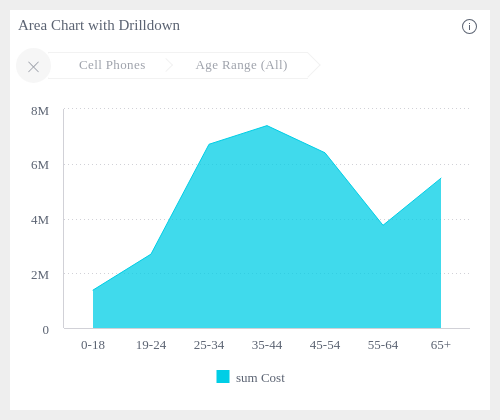 Area Chart with Drilldown
Cell Phones
Age Range (All)
8M
6M
4M
2M
0
0-18
19-24
25-34
35-44
45-54
55-64
65+
sum Cost